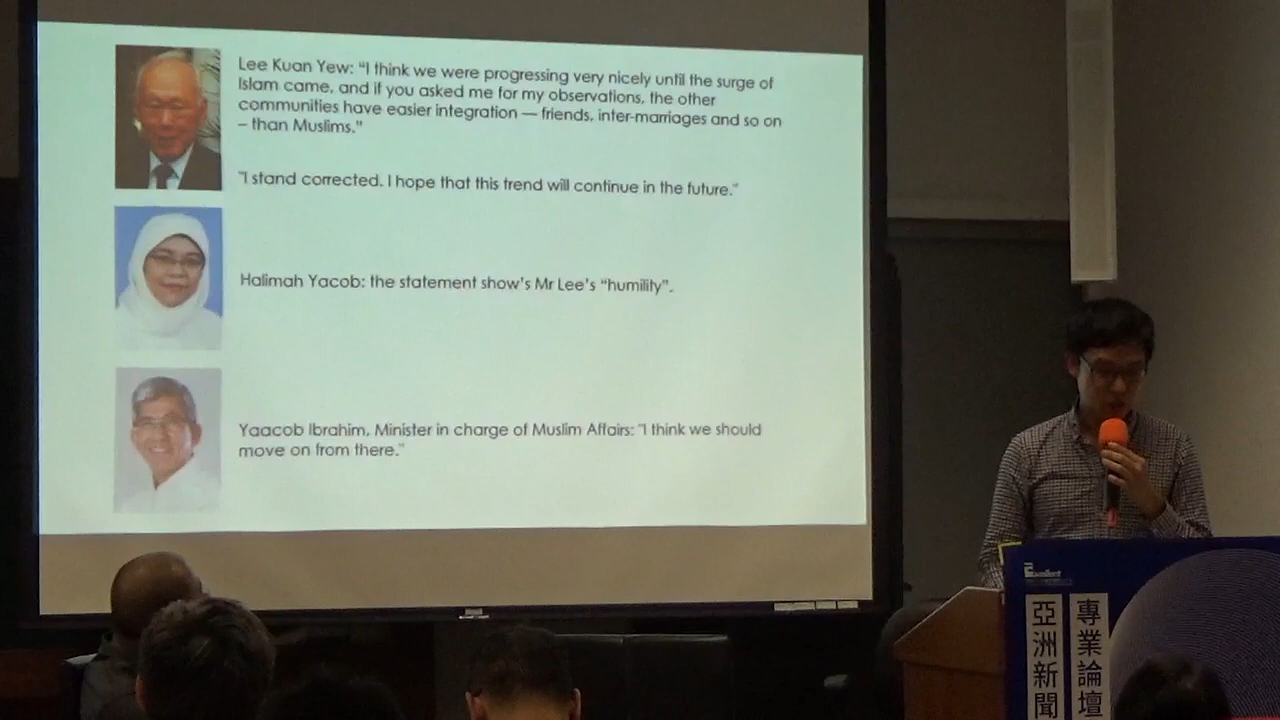 Lee Kuan Yew: “I think we were progressing very nicely until the surge of
Islam came, and if you asked me for my observations, the other
communities have easier integration — friends, inter-marriages and so on
– than Muslims.”
"I stand corrected. I hope that this trend will continue in the future."
Halimah Yacob: the statement show’s Mr Lee’s “humility”.
Yaacob Ibrahim, Minister in charge of Muslim Affairs: "I think we should
move on from there."
Excellent
亞洲新聞
專業論壇